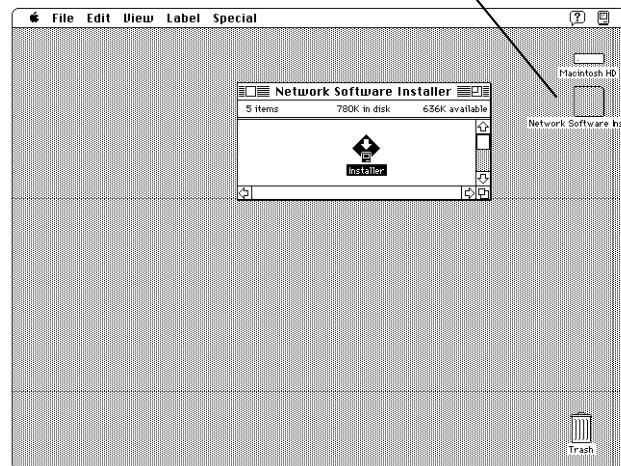 File Edit View Label Special
Macintosh HD
Network Software Installer
5 items 780K in disk 636K available
Network Software Ins
Installer
Trash